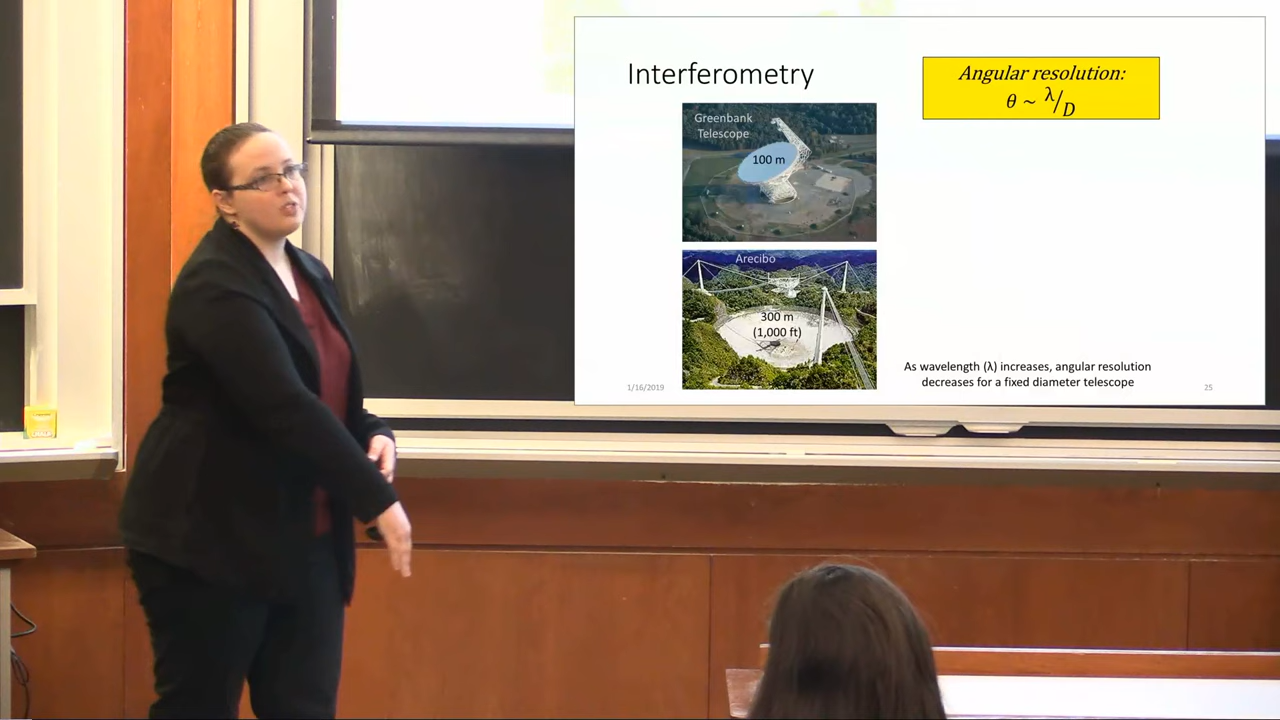 Interferometry
Angular resolution:
θ ~ λ/D
Greenbank
Telescope
100 m
Arecibo
300 m
(1,000 ft)
As wavelength (λ) increases, angular resolution
decreases for a fixed diameter telescope
1/16/2019
25